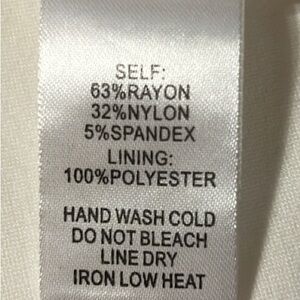 SELF:
63%RAYON
32%NYLON
5%SPANDEX
LINING:
100%POLYESTER
HAND WASH COLD
DO NOT BLEACH
LINE DRY
IRON LOW HEAT